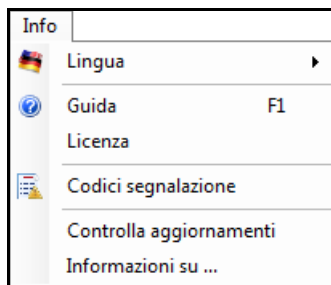 Info
Lingua
Guida F1
Licenza
Codici segnalazione
Controlla aggiornamenti
Informazioni su ...